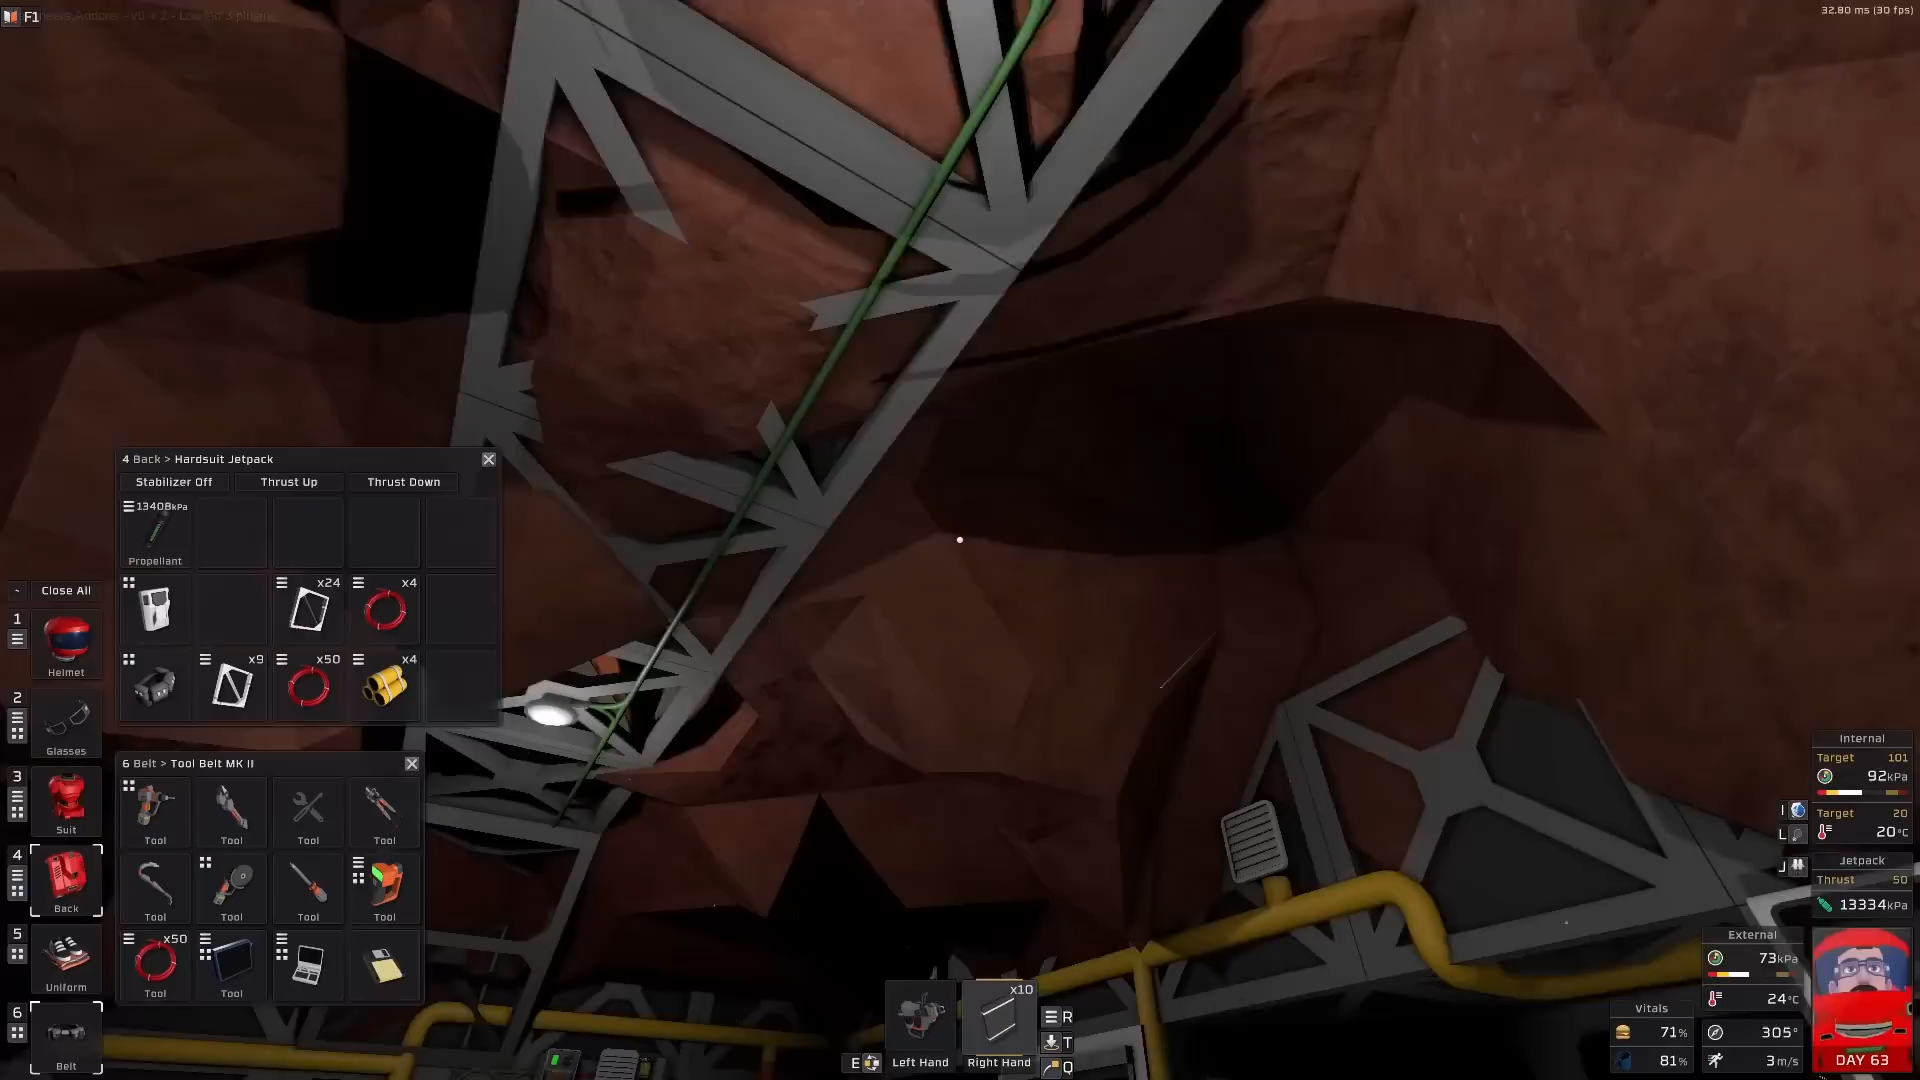 F1
32.80 ms (30 fps)
4 Back > Hardsuit Jetpack
Stabilizer Off
Thrust Up
Thrust Down
13408kPa
Propellant
x24
x4
x9
x50
x4
~ Close All
1
Helmet
2
Glasses
3
Suit
4
Back
5
Uniform
6
Belt
6 Belt > Tool Belt MK II
Tool
Tool
Tool
Tool
Tool
Tool
Tool
Tool
x50
Tool
Tool
E
Left Hand
x10
Right Hand
R
T
Q
Internal
Target 101
92kPa
Target 20
20°C
I
L
J
Jetpack
Thrust 50
13334kPa
External
73kPa
24°C
305°
3m/s
Vitals
71%
81%
DAY 63